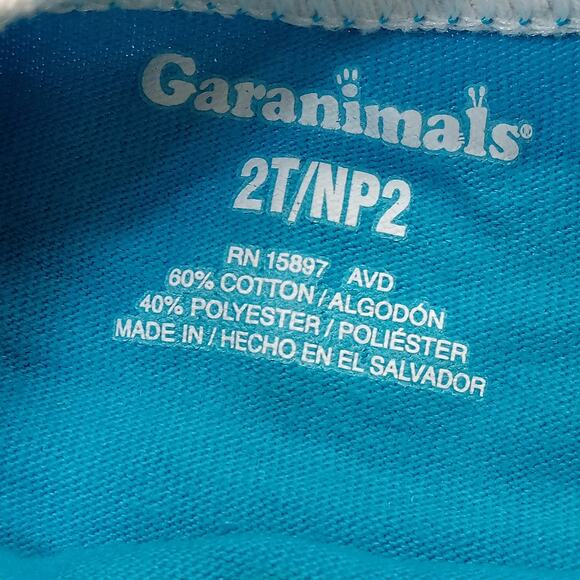 Garanimals®
2T/NP2
RN 15897 AVD
60% COTTON / ALGODÓN
40% POLYESTER / POLIÉSTER
MADE IN / HECHO EN EL SALVADOR